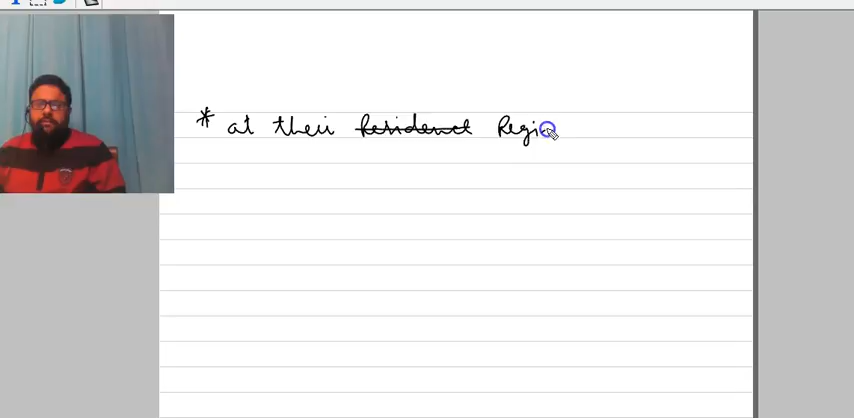 * at their Resident Regi